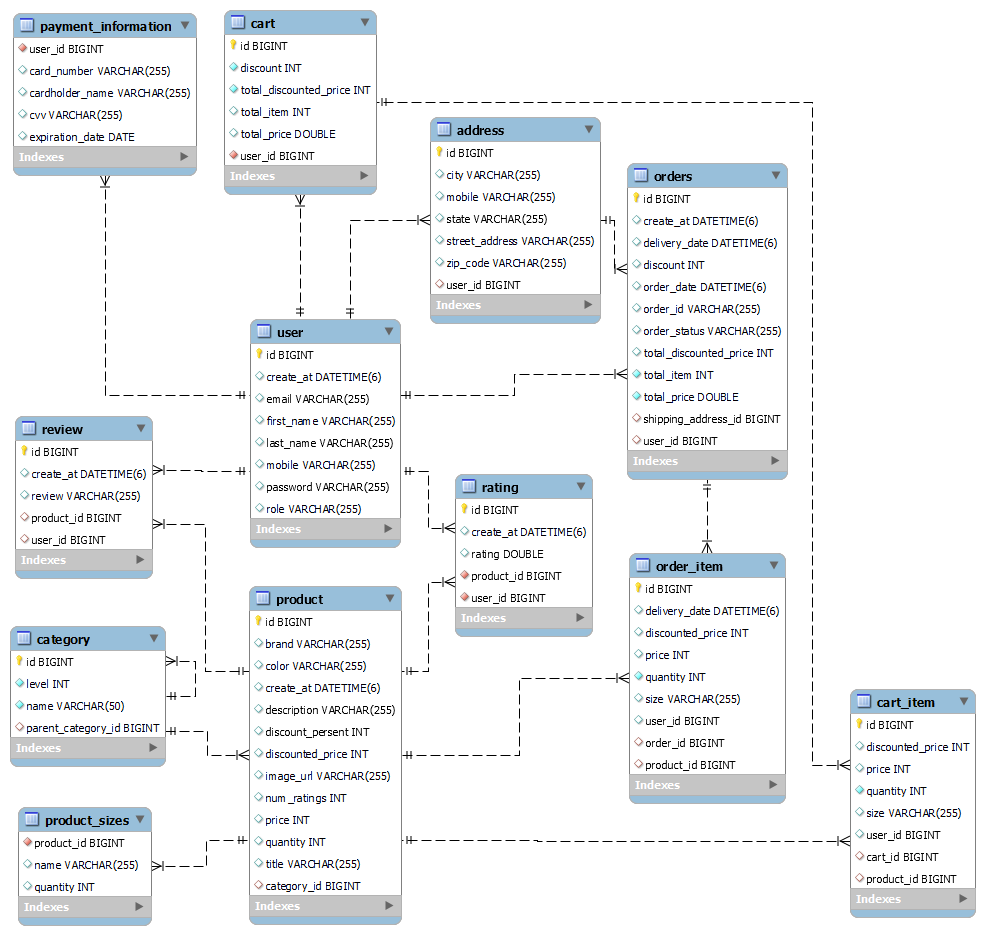 payment_information
user_id BIGINT
card_number VARCHAR(255)
cardholder_name VARCHAR(255)
cvv VARCHAR(255)
expiration_date DATE
Indexes
cart
id BIGINT
discount INT
total_discounted_price INT
total_item INT
total_price DOUBLE
user_id BIGINT
Indexes
address
id BIGINT
city VARCHAR(255)
mobile VARCHAR(255)
state VARCHAR(255)
street_address VARCHAR(255)
zip_code VARCHAR(255)
user_id BIGINT
Indexes
orders
id BIGINT
create_at DATETIME(6)
delivery_date DATETIME(6)
discount INT
order_date DATETIME(6)
order_id VARCHAR(255)
order_status VARCHAR(255)
total_discounted_price INT
total_item INT
total_price DOUBLE
shipping_address_id BIGINT
user_id BIGINT
Indexes
user
id BIGINT
create_at DATETIME(6)
email VARCHAR(255)
first_name VARCHAR(255)
last_name VARCHAR(255)
mobile VARCHAR(255)
password VARCHAR(255)
role VARCHAR(255)
Indexes
review
id BIGINT
create_at DATETIME(6)
review VARCHAR(255)
product_id BIGINT
user_id BIGINT
Indexes
rating
id BIGINT
create_at DATETIME(6)
rating DOUBLE
product_id BIGINT
user_id BIGINT
Indexes
order_item
id BIGINT
delivery_date DATETIME(6)
discounted_price INT
price INT
quantity INT
size VARCHAR(255)
user_id BIGINT
order_id BIGINT
product_id BIGINT
Indexes
product
id BIGINT
brand VARCHAR(255)
color VARCHAR(255)
create_at DATETIME(6)
description VARCHAR(255)
discount_persent INT
discounted_price INT
image_url VARCHAR(255)
num_ratings INT
price INT
quantity INT
title VARCHAR(255)
category_id BIGINT
Indexes
category
id BIGINT
level INT
name VARCHAR(50)
parent_category_id BIGINT
Indexes
product_sizes
product_id BIGINT
name VARCHAR(255)
quantity INT
Indexes
cart_item
id BIGINT
discounted_price INT
price INT
quantity INT
size VARCHAR(255)
user_id BIGINT
cart_id BIGINT
product_id BIGINT
Indexes